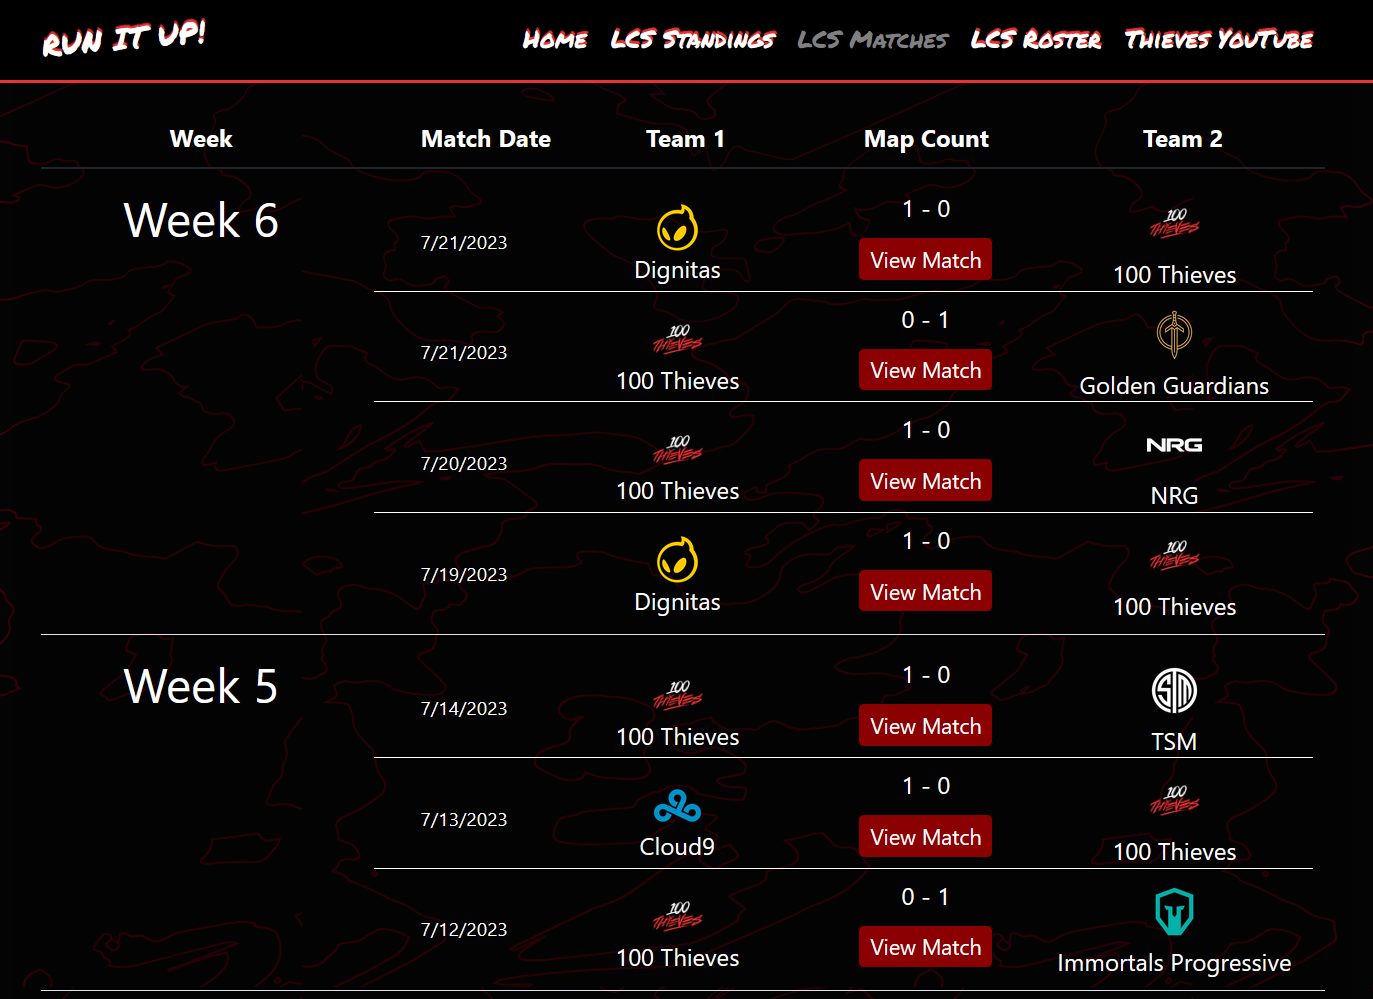 RUN IT UP!
HOME LCS STANDINGS LCS MATCHES LCS ROSTER THIEVES YOUTUBE
Week Match Date Team 1 Map Count Team 2
Week 6
7/21/2023
Dignitas
1 - 0
View Match
100 THIEVES
100 Thieves
7/21/2023
100 THIEVES
100 Thieves
0 - 1
View Match
Golden Guardians
7/20/2023
100 THIEVES
100 Thieves
1 - 0
View Match
NRG
NRG
7/19/2023
Dignitas
1 - 0
View Match
100 THIEVES
100 Thieves
Week 5
7/14/2023
100 THIEVES
100 Thieves
1 - 0
View Match
TSM
TSM
7/13/2023
Cloud9
1 - 0
View Match
100 THIEVES
100 Thieves
7/12/2023
100 THIEVES
100 Thieves
0 - 1
View Match
Immortals Progressive